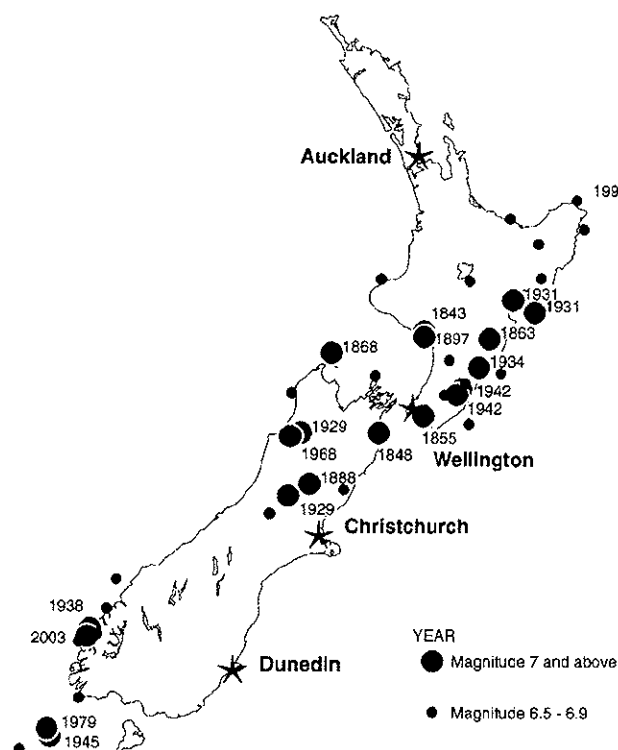 Auckland
199
1931
1931
1843
1897
1863
1868
1934
1942
1942
1855
1929
1968
1848
Wellington
1888
1929
Christchurch
1938
2003
Dunedin
YEAR
Magnitude 7 and above
Magnitude 6.5 - 6.9
1979
1945